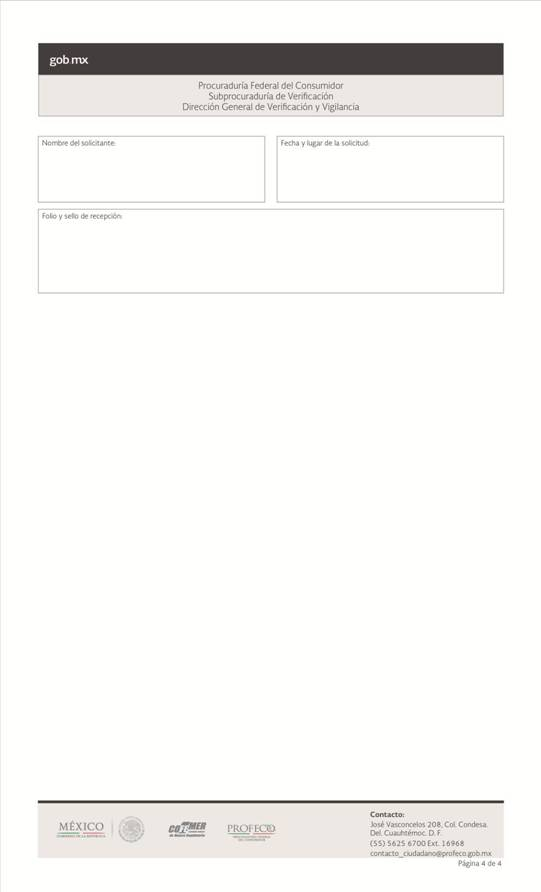 gob mx
Procuraduría Federal del Consumidor
Subprocuraduría de Verificación
Dirección General de Verificación y Vigilancia
Nombre del solicitante:
Fecha y lugar de la solicitud:
Folio y sello de recepción:
MÉXICO
GOBIERNO DE LA REPÚBLICA
COFEMER
PROFECO
Contacto:
José Vasconcelos 208, Col. Condesa.
Del. Cuauhtémoc. D. F.
(55) 5625 6700 Ext. 16968
contacto_ciudadano@profeco.gob.mx
Página 4 de 4